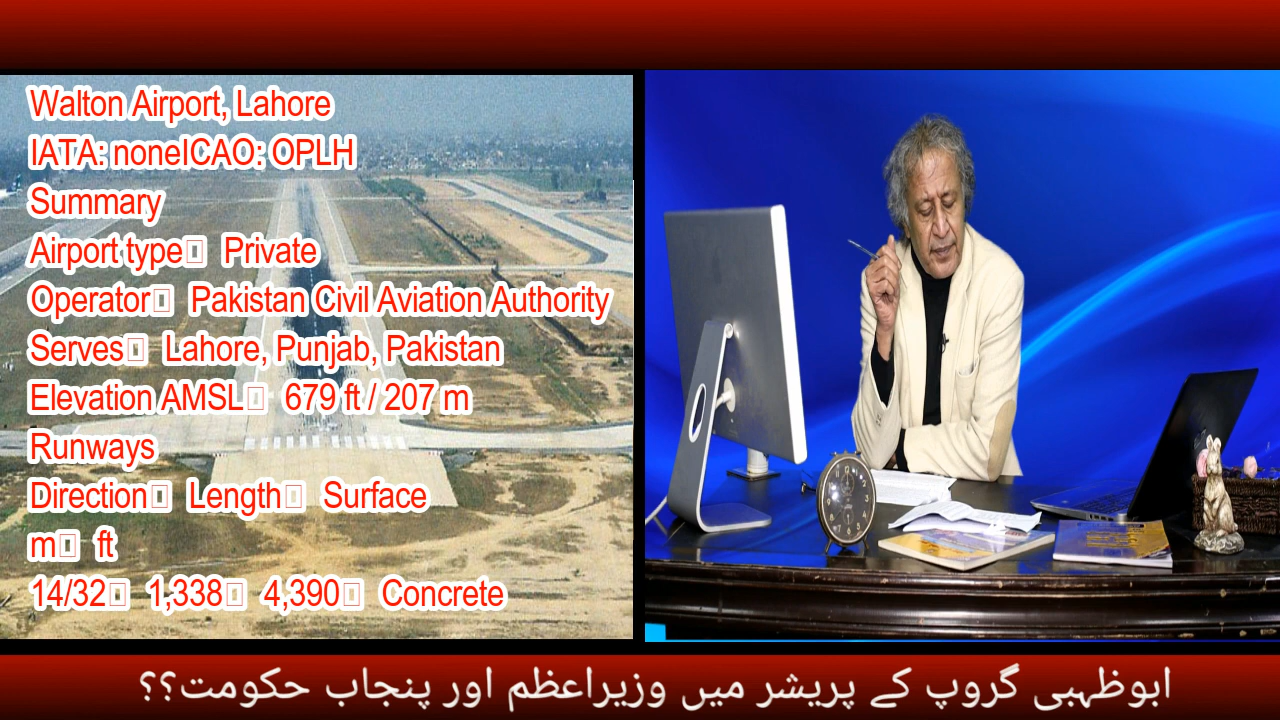 Walton Airport, Lahore
IATA: noneICAO: OPLH
Summary
Airport type Private
Operator Pakistan Civil Aviation Authority
Serves Lahore, Punjab, Pakistan
Elevation AMSL 679 ft / 207 m
Runways
Direction Length Surface
m ft
14/32 1,338 4,390 Concrete
ابوظہبی گروپ کے پریشر میں وزیراعظم اور پنجاب حکومت؟؟